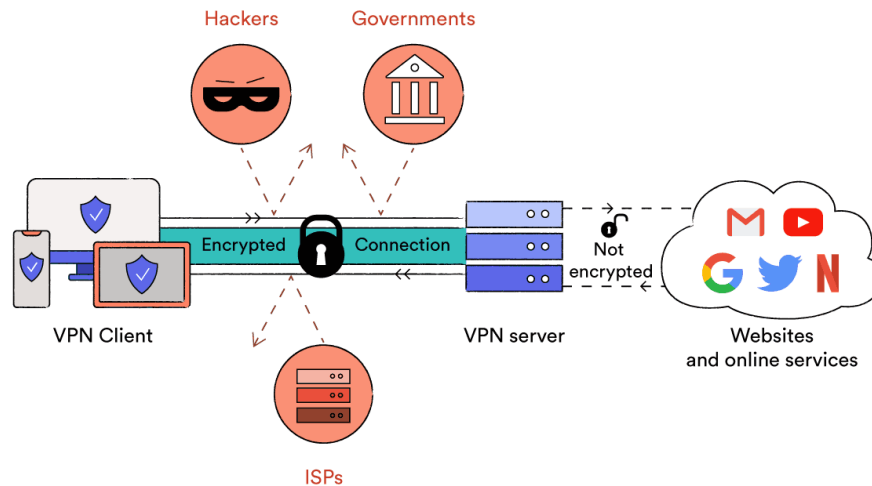 Hackers
Governments
Encrypted
Connection
Not
encrypted
VPN Client
VPN server
Websites
and online services
ISPs